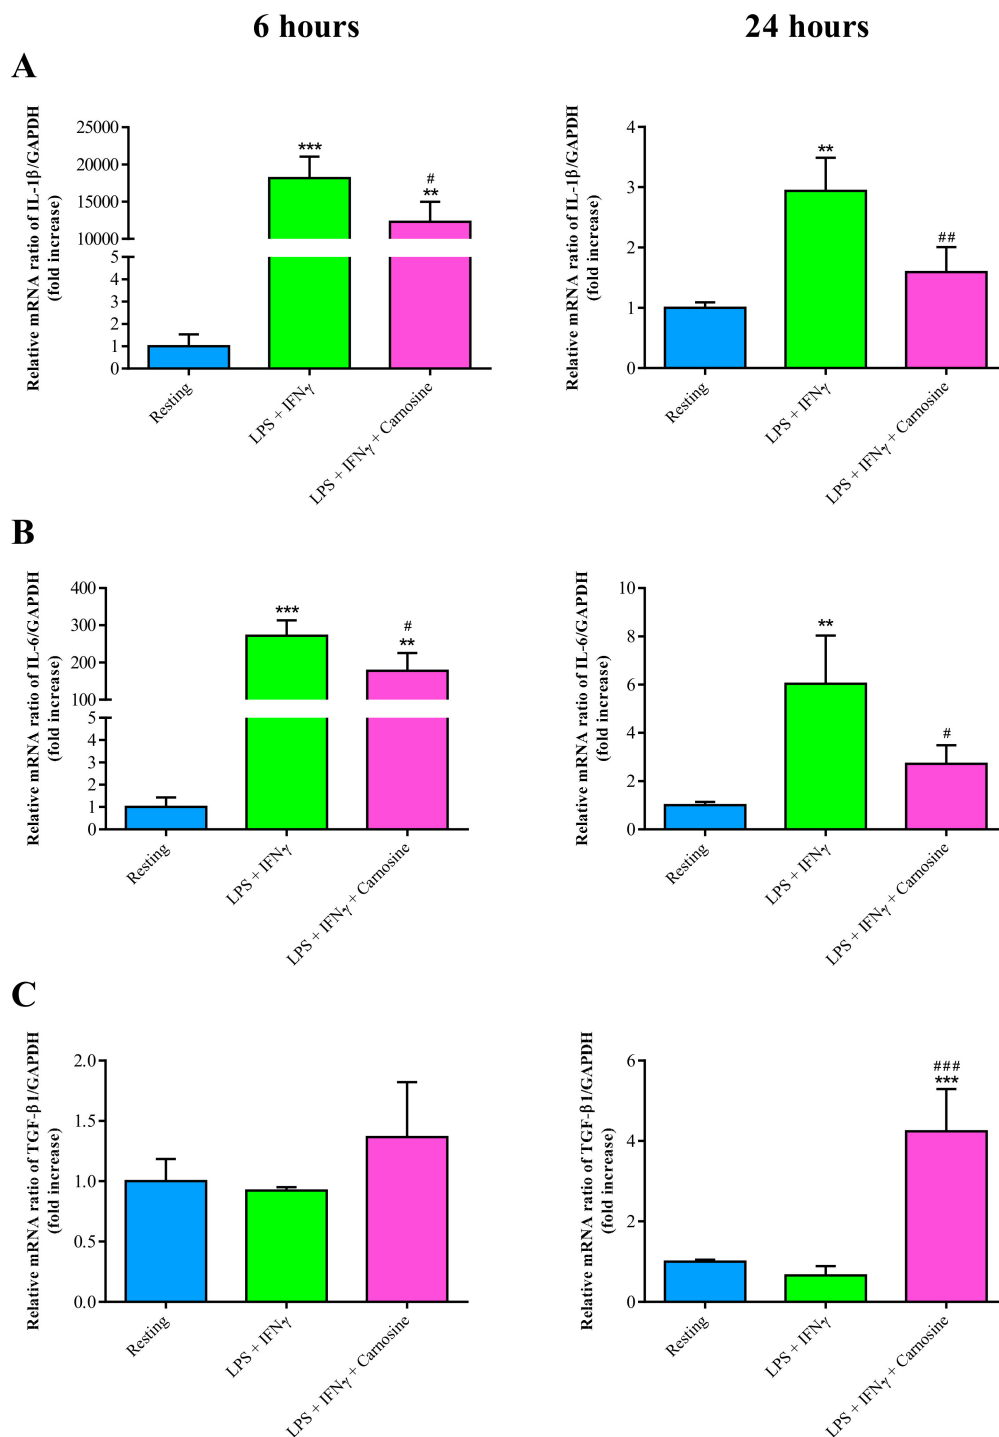 6 hours
24 hours
A
Relative mRNA ratio of IL-1β/GAPDH
(fold increase)
25000
20000
15000
10000
5
4
3
2
1
0
***
#
**
Resting
LPS + IFNγ
LPS + IFNγ + Carnosine
Relative mRNA ratio of IL-1β/GAPDH
(fold increase)
4
3
2
1
0
**
##
Resting
LPS + IFNγ
LPS + IFNγ + Carnosine
B
Relative mRNA ratio of IL-6/GAPDH
(fold increase)
400
300
200
100
5
4
3
2
1
0
***
#
**
Resting
LPS + IFNγ
LPS + IFNγ + Carnosine
Relative mRNA ratio of IL-6/GAPDH
(fold increase)
10
8
6
4
2
0
**
#
Resting
LPS + IFNγ
LPS + IFNγ + Carnosine
C
Relative mRNA ratio of TGF-β1/GAPDH
(fold increase)
2.0
1.5
1.0
0.5
0.0
Resting
LPS + IFNγ
LPS + IFNγ + Carnosine
Relative mRNA ratio of TGF-β1/GAPDH
(fold increase)
6
4
2
0
###
***
Resting
LPS + IFNγ
LPS + IFNγ + Carnosine